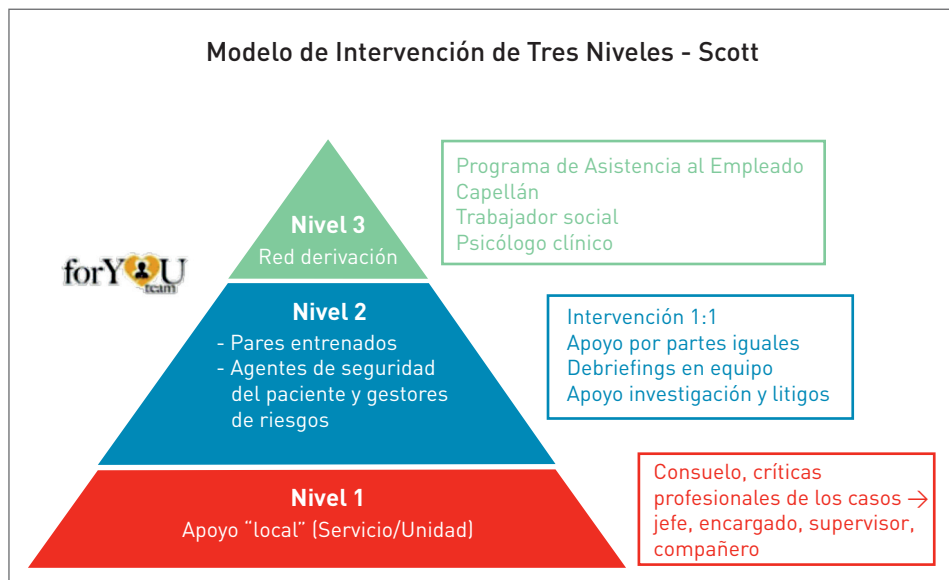 Modelo de Intervención de Tres Niveles - Scott
Programa de Asistencia al Empleado
Capellán
Trabajador social
Psicólogo clínico
Nivel 3
Red derivación
forYOU
team
Nivel 2
- Pares entrenados
- Agentes de seguridad
del paciente y gestores
de riesgos
Intervención 1:1
Apoyo por partes iguales
Debriefings en equipo
Apoyo investigación y litigos
Nivel 1
Apoyo “local” (Servicio/Unidad)
Consuelo, críticas
profesionales de los casos →
jefe, encargado, supervisor,
compañero